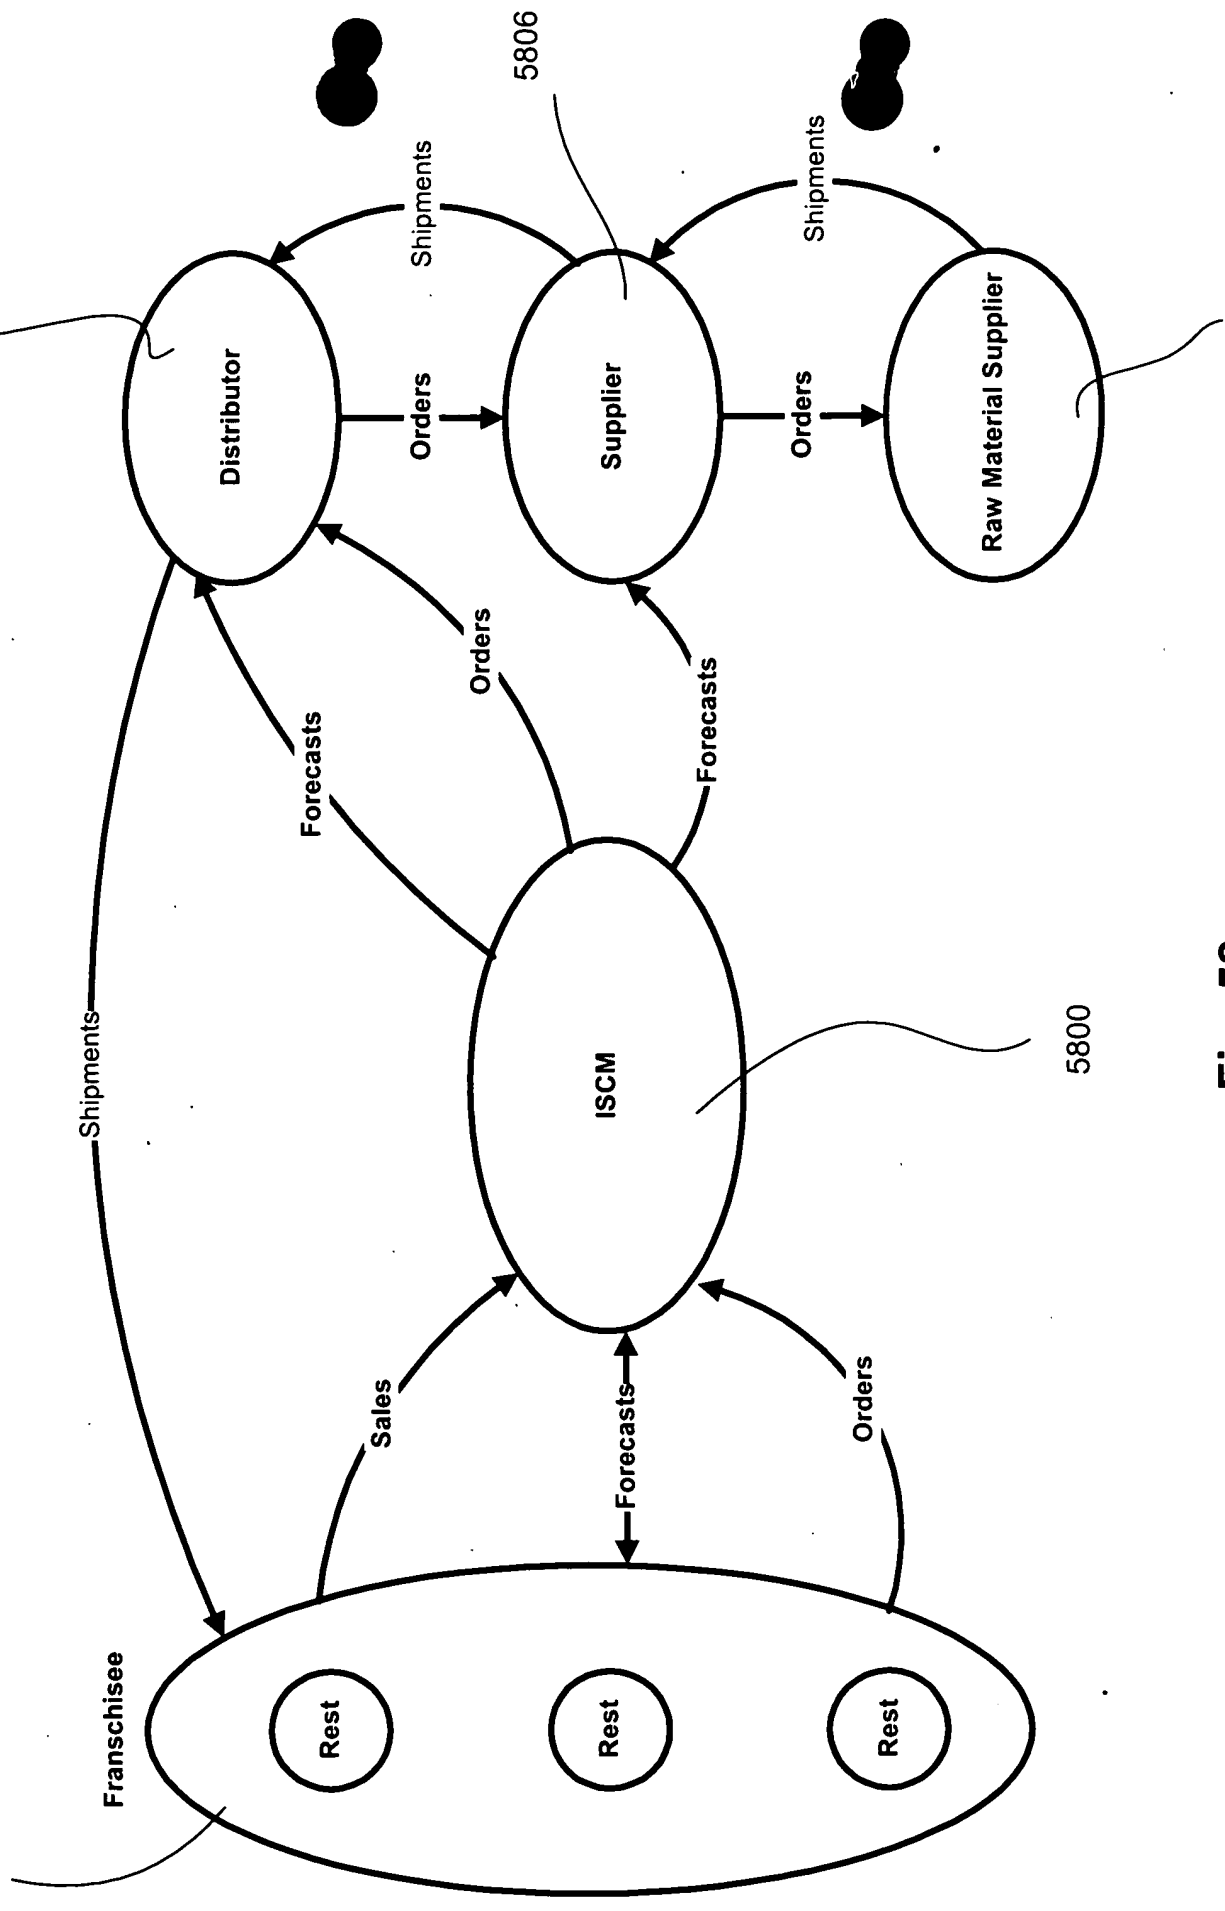 Franschisee
Rest
Rest
Rest
Shipments
Sales
Forecasts
Orders
ISCM
5800
Forecasts
Orders
Forecasts
Distributor
Orders
Shipments
Supplier
5806
Orders
Shipments
Raw Material Supplier